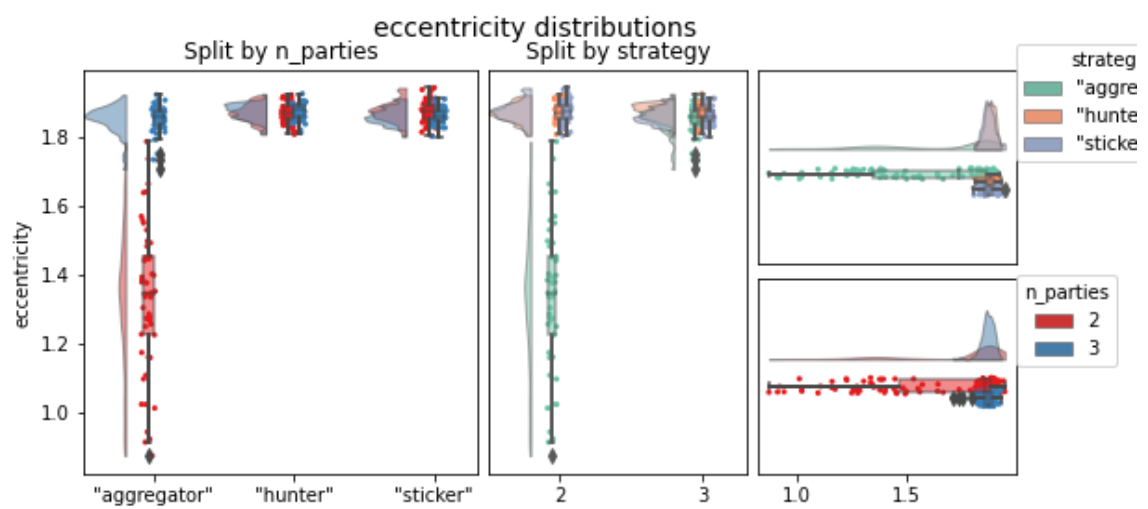 eccentricity distributions
Split by n_parties
Split by strategy
strateg
"aggre
"hunte
"sticke
eccentricity
1.8
1.6
1.4
1.2
1.0
n_parties
2
3
"aggregator" "hunter" "sticker"
2 3
1.0 1.5